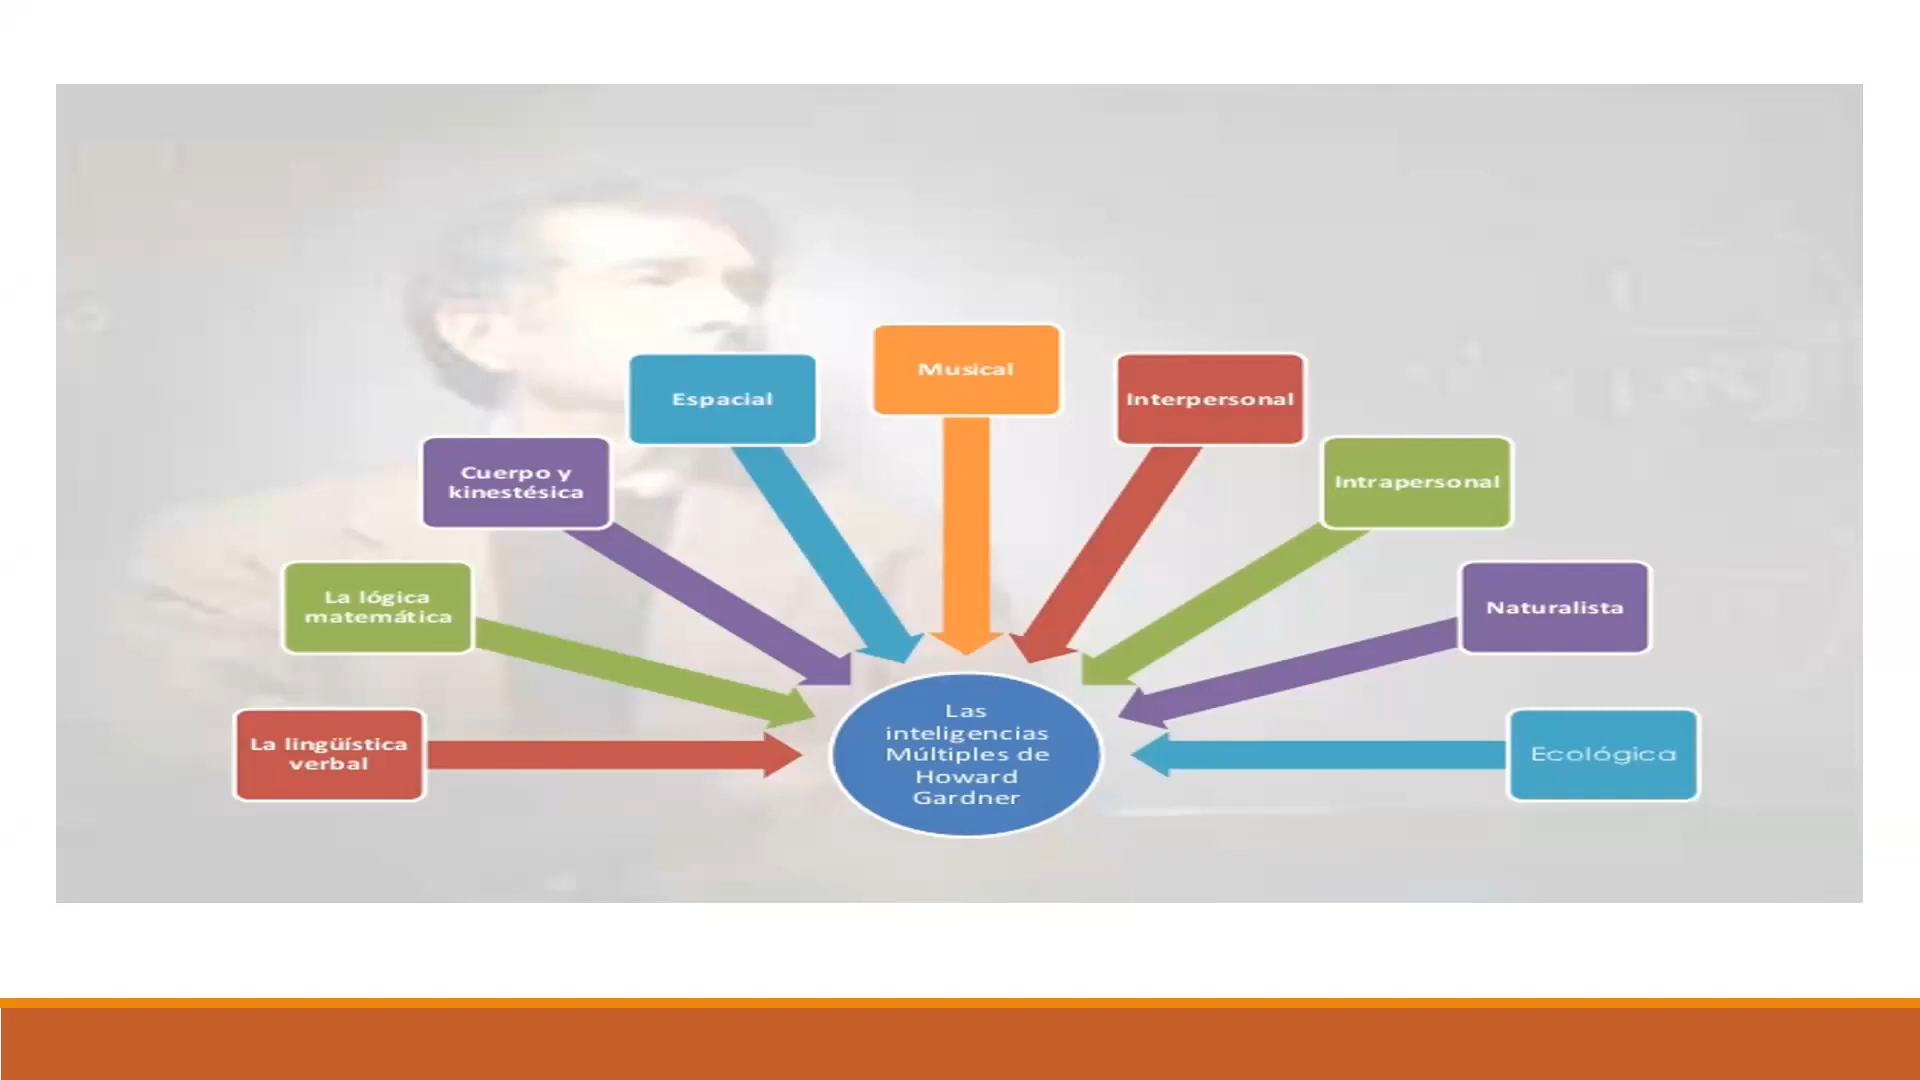 Musical
Espacial
Interpersonal
Cuerpo y
kinestésica
Intrapersonal
La lógica
matemática
Naturalista
La lingüística
verbal
Las
inteligencias
Múltiples de
Howard
Gardner
Ecológica